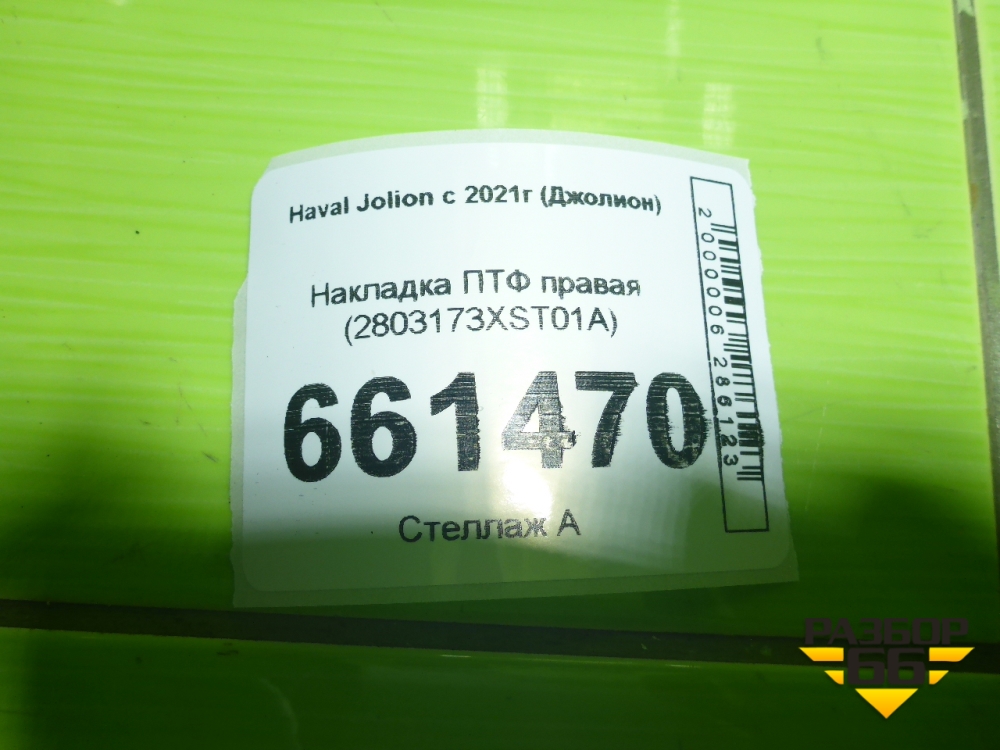 Haval Jolion с 2021г (Джолион)
Накладка ПТФ правая
(2803173XST01A)
661470
Стеллаж А
2000006286123
РАЗБОР
66